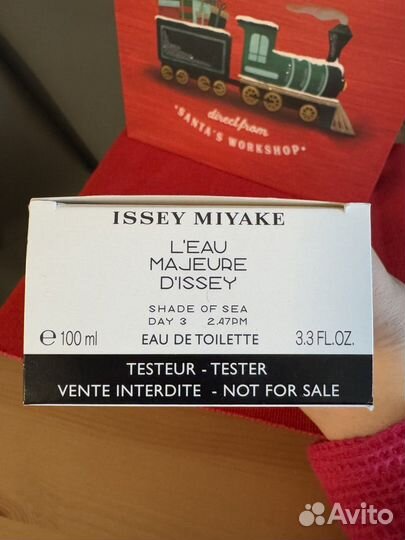 direct from
SANTA'S WORKSHOP
ISSEY MIYAKE
L'EAU
MAJEURE
D'ISSEY
SHADE OF SEA
DAY 3 2.47PM
e 100 ml EAU DE TOILETTE 3.3 FL.OZ.
TESTEUR - TESTER
VENTE INTERDITE - NOT FOR SALE
Avito